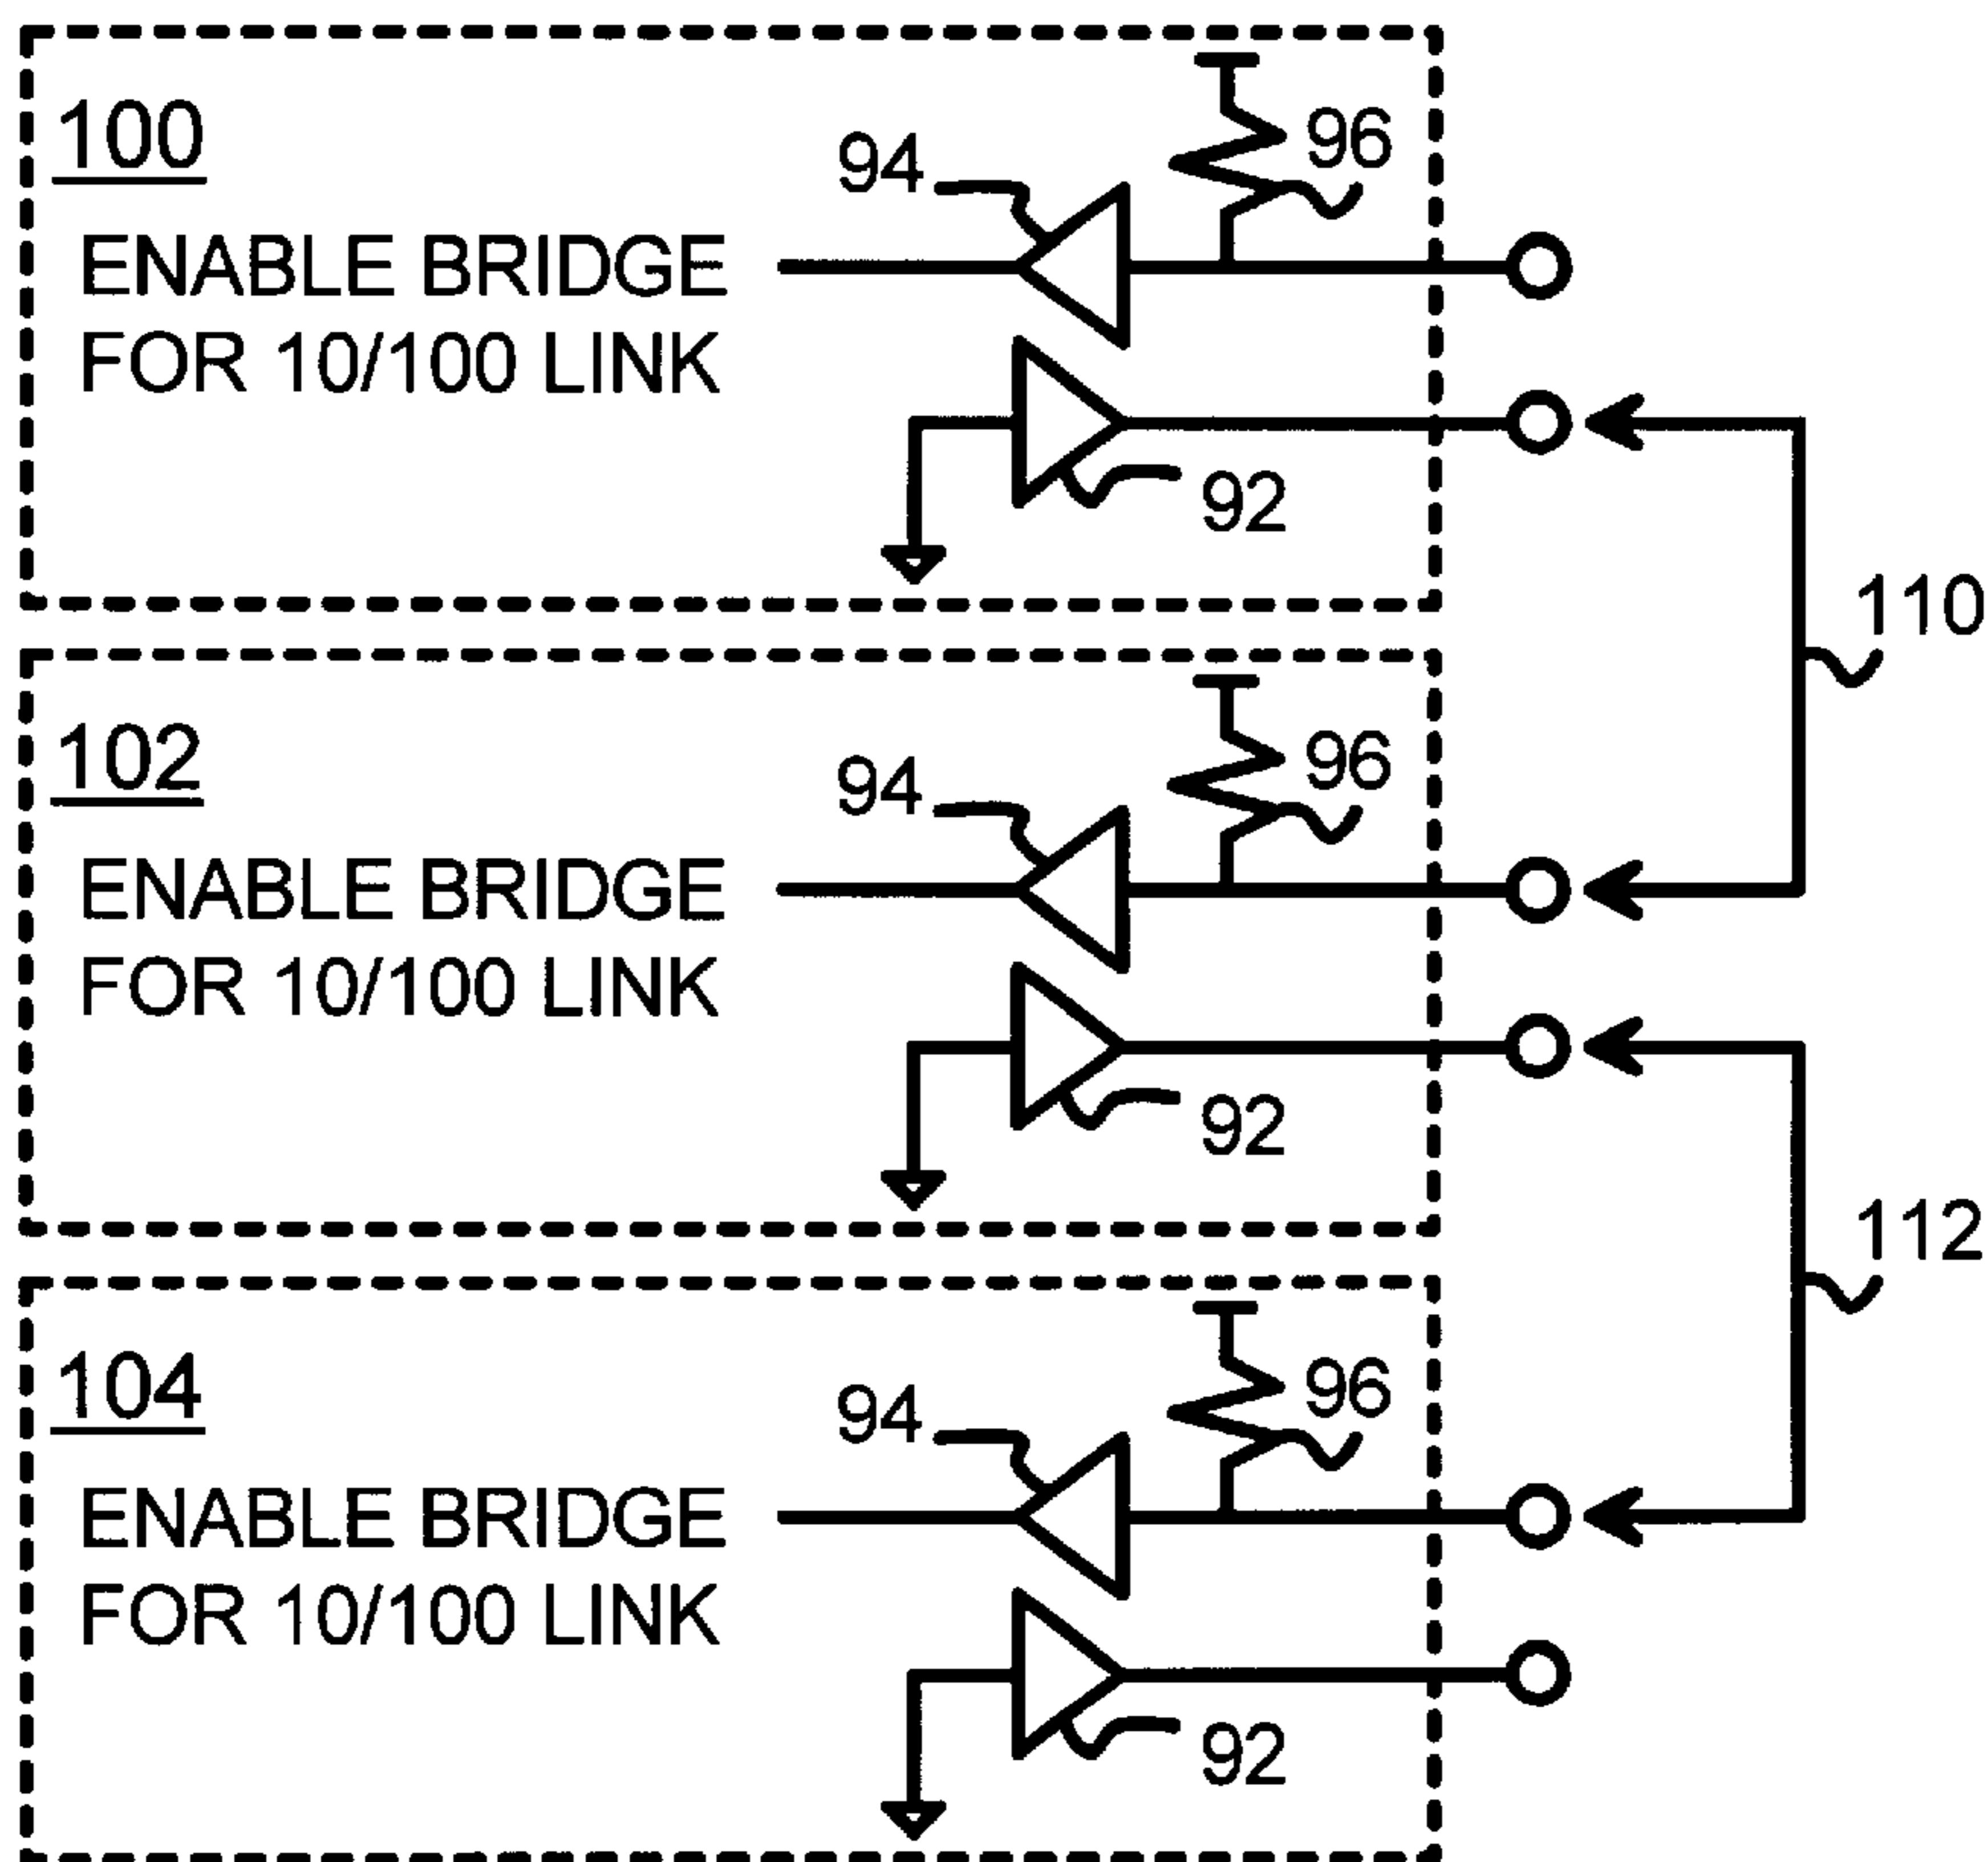 100
96
94
ENABLE BRIDGE
FOR 10/100 LINK
92
110
102
96
94
ENABLE BRIDGE
FOR 10/100 LINK
92
112
104
96
94
ENABLE BRIDGE
FOR 10/100 LINK
92